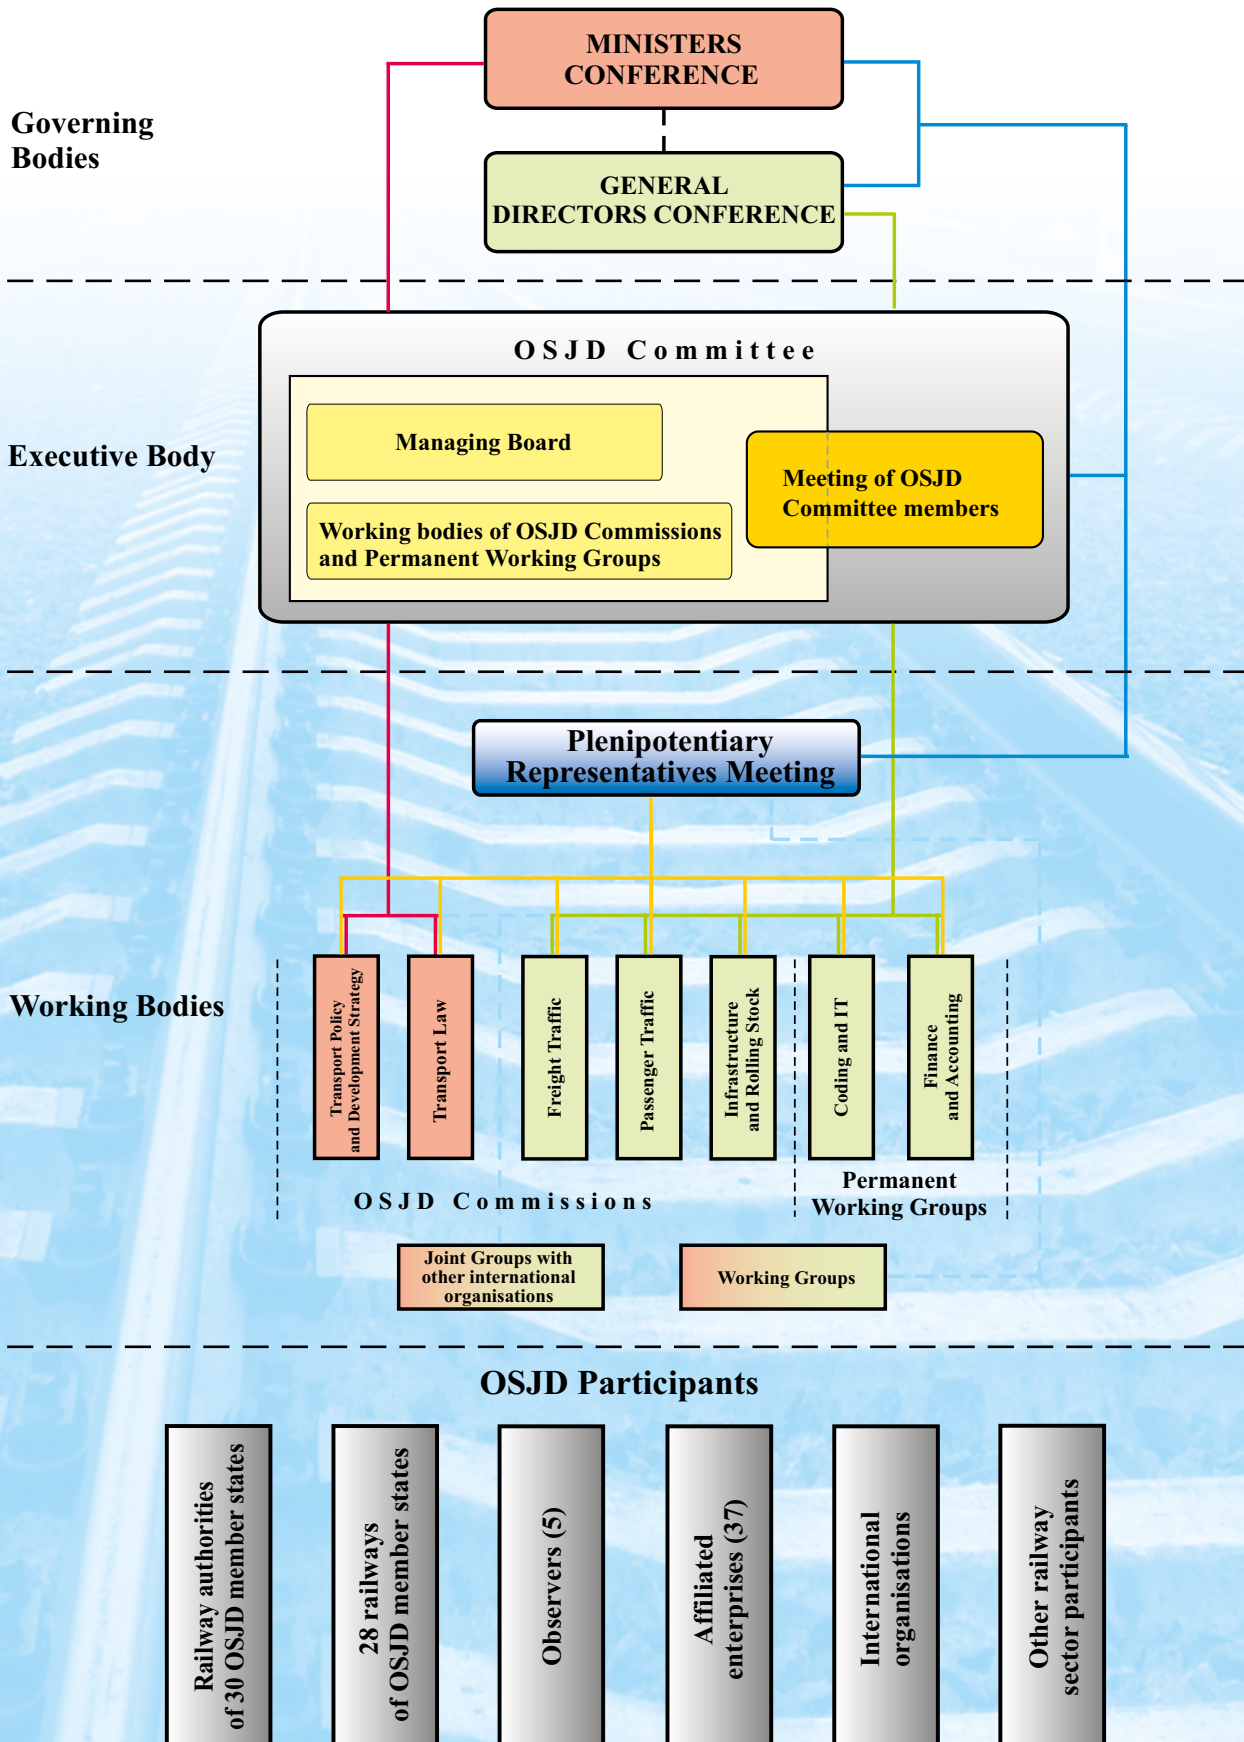 MINISTERS
CONFERENCE
Governing
Bodies
GENERAL
DIRECTORS CONFERENCE
OSJD Committee
Managing Board
Executive Body
Meeting of OSJD
Committee members
Working bodies of OSJD Commissions
and Permanent Working Groups
Plenipotentiary
Representatives Meeting
Working Bodies
Transport Policy
and Development Strategy
Transport Law
Freight Traffic
Passenger Traffic
Infrastructure
and Rolling Stock
Coding and IT
Finance
and Accounting
OSJD Commissions
Permanent
Working Groups
Joint Groups with
other international
organisations
Working Groups
OSJD Participants
Railway authorities
of 30 OSJD member states
28 railways
of OSJD member states
Observers (5)
Affiliated
enterprises (37)
International
organisations
Other railway
sector participants